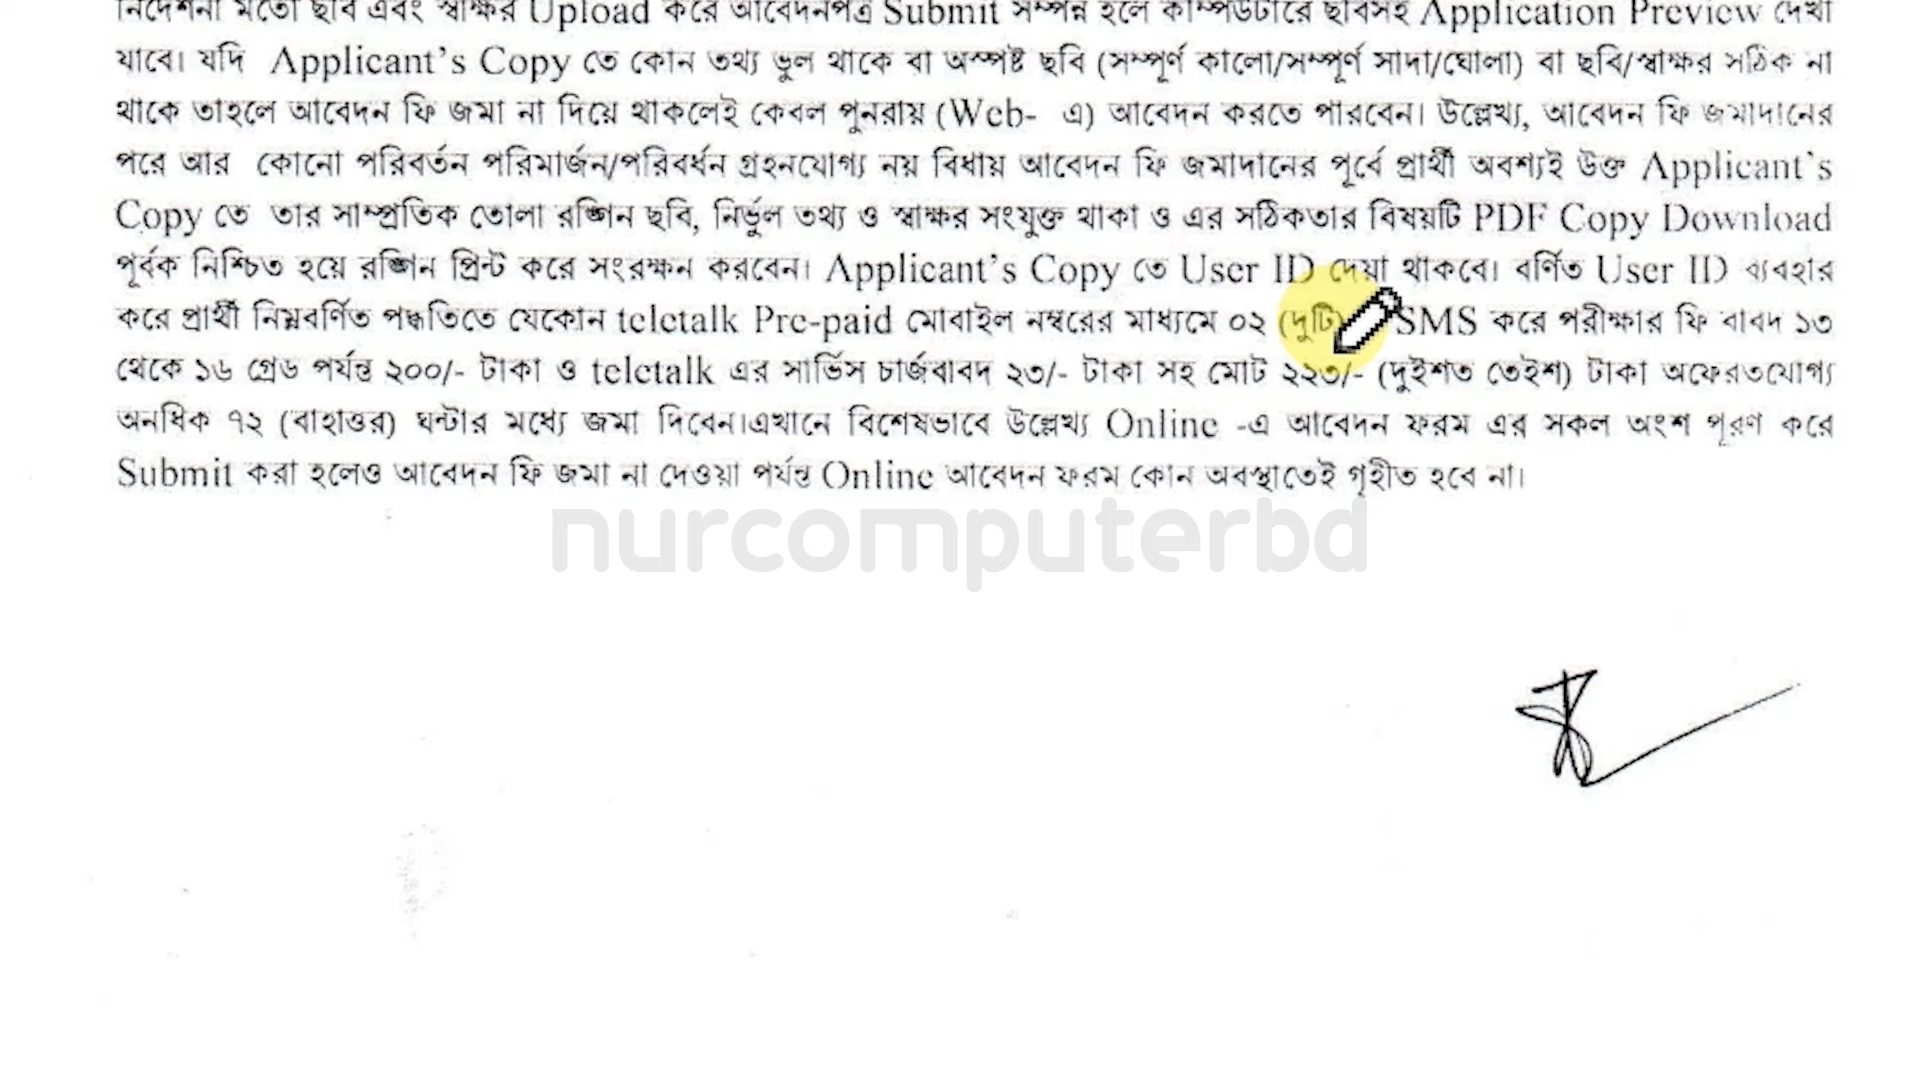 নির্দেশনা মতো ছবি এবং স্বাক্ষর Upload করে আবেদনপত্র Submit সম্পন্ন হলে কম্পিউটারে ছবিসহ Application Preview দেখা
যাবে। যদি Applicant's Copy তে কোন তথ্য ভুল থাকে বা অস্পষ্ট ছবি (সম্পূর্ণ কালো/সম্পূর্ণ সাদা/ঘোলা) বা ছবি/স্বাক্ষর সঠিক না
থাকে তাহলে আবেদন ফি জমা না দিয়ে থাকলেই কেবল পুনরায় (Web- এ) আবেদন করতে পারবেন। উল্লেখ্য, আবেদন ফি জমাদানের
পরে আর কোনো পরিবর্তন পরিমার্জন/পরিবর্ধন গ্রহনযোগ্য নয় বিধায় আবেদন ফি জমাদানের পূর্বে প্রার্থী অবশ্যই উক্ত Applicant's
Copy তে তার সাম্প্রতিক তোলা রঙ্গিন ছবি, নির্ভুল তথ্য ও স্বাক্ষর সংযুক্ত থাকা ও এর সঠিকতার বিষয়টি PDF Copy Download
পূর্বক নিশ্চিত হয়ে রঙ্গিন প্রিন্ট করে সংরক্ষন করবেন। Applicant's Copy তে User ID দেয়া থাকবে। বর্ণিত User ID ব্যবহার
করে প্রার্থী নিম্নবর্ণিত পদ্ধতিতে যেকোন teletalk Pre-paid মোবাইল নম্বরের মাধ্যমে ০২ (দুটি) SMS করে পরীক্ষার ফি বাবদ ১৩
থেকে ১৬ গ্রেড পর্যন্ত ২০০/- টাকা ও teletalk এর সার্ভিস চার্জবাবদ ২৩/- টাকা সহ মোট ২২৩/- (দুইশত তেইশ) টাকা অফেরতযোগ্য
অনধিক ৭২ (বাহাত্তর) ঘন্টার মধ্যে জমা দিবেন।এখানে বিশেষভাবে উল্লেখ্য Online -এ আবেদন ফরম এর সকল অংশ পূরণ করে
Submit করা হলেও আবেদন ফি জমা না দেওয়া পর্যন্ত Online আবেদন ফরম কোন অবস্থাতেই গৃহীত হবে না।
nurcomputerbd